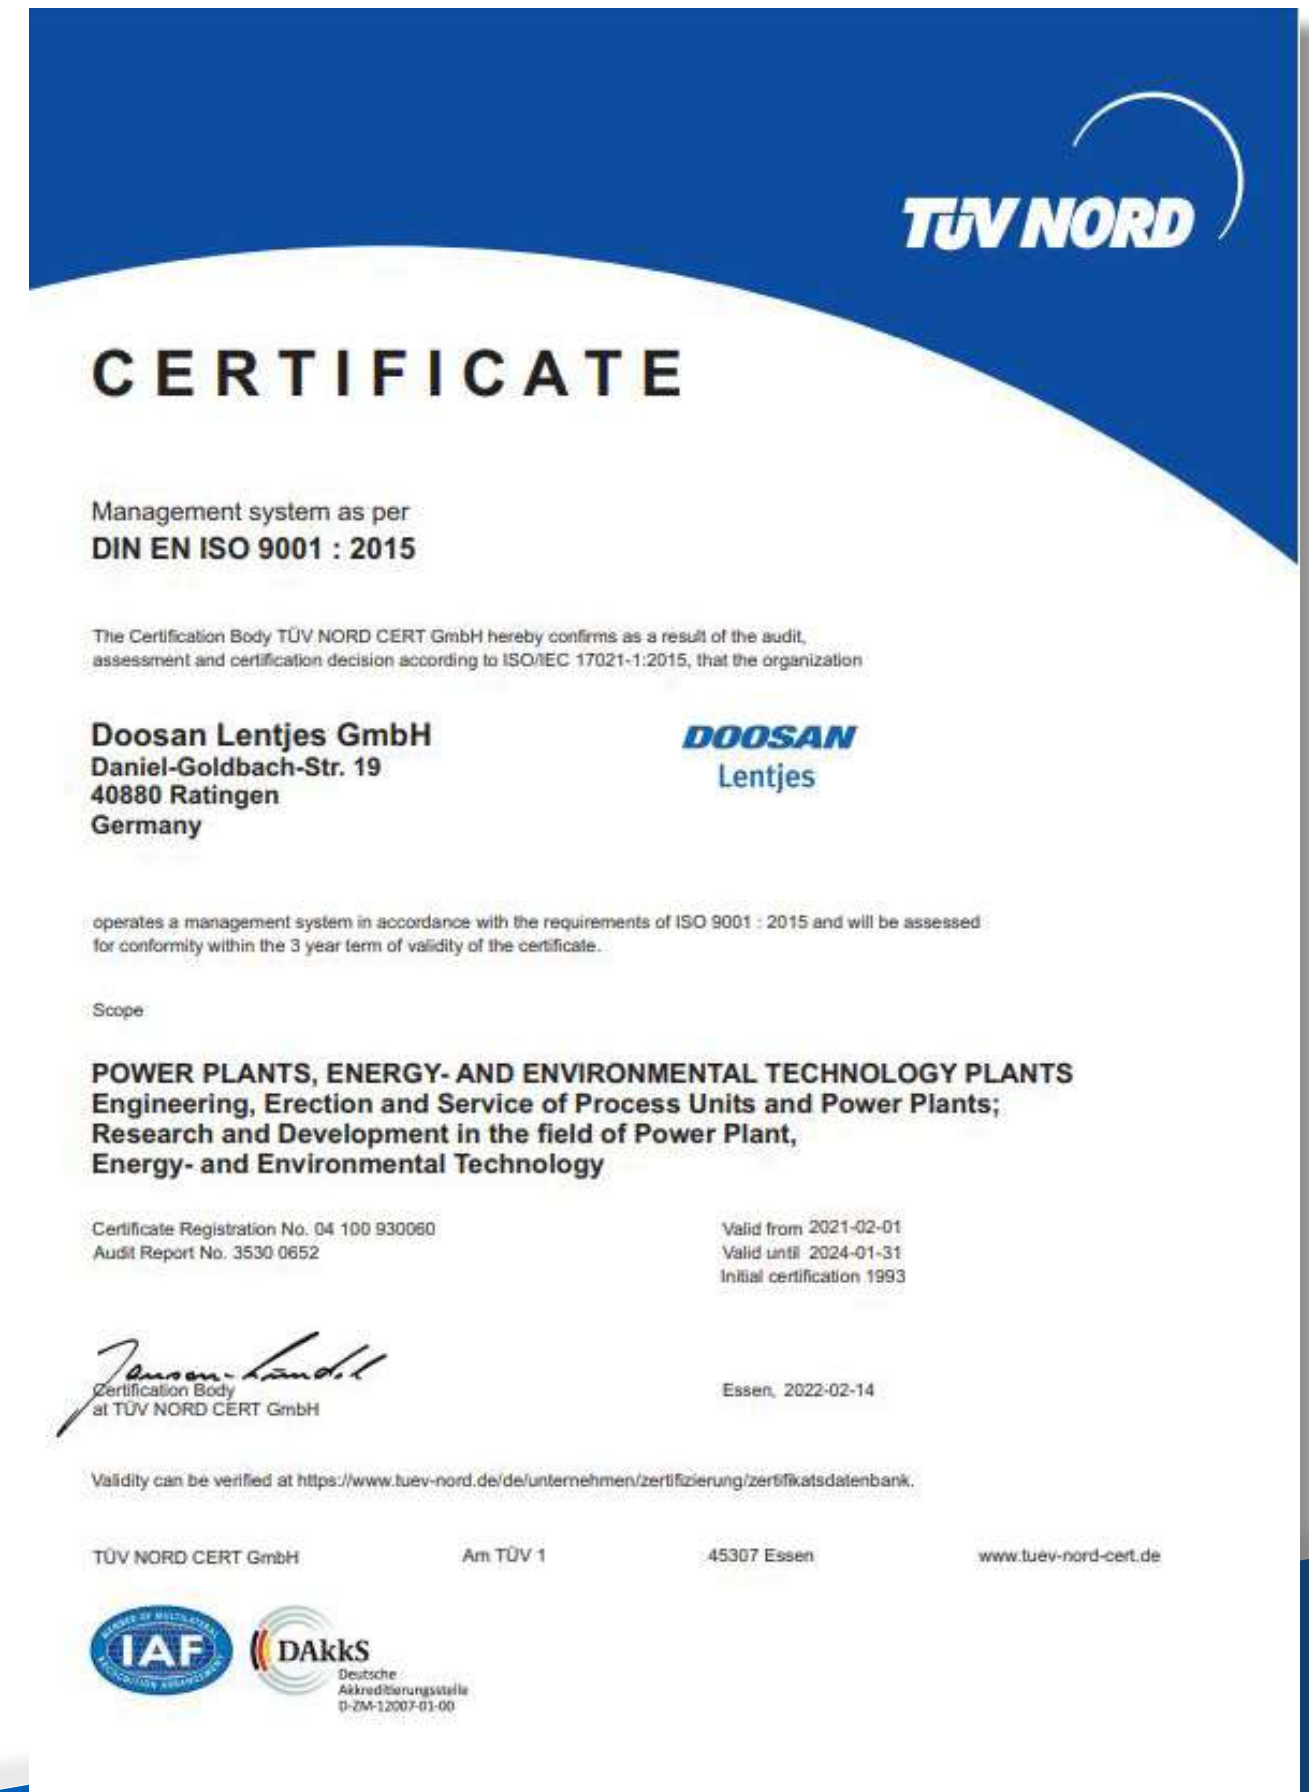 TÜV NORD
CERTIFICATE
Management system as per
DIN EN ISO 9001 : 2015
The Certification Body TÜV NORD CERT GmbH hereby confirms as a result of the audit,
assessment and certification decision according to ISO/IEC 17021-1:2015, that the organization
Doosan Lentjes GmbH
Daniel-Goldbach-Str. 19
40880 Ratingen
Germany
DOOSAN
Lentjes
operates a management system in accordance with the requirements of ISO 9001 : 2015 and will be assessed
for conformity within the 3 year term of validity of the certificate.
Scope
POWER PLANTS, ENERGY- AND ENVIRONMENTAL TECHNOLOGY PLANTS
Engineering, Erection and Service of Process Units and Power Plants;
Research and Development in the field of Power Plant,
Energy- and Environmental Technology
Certificate Registration No. 04 100 930060
Audit Report No. 3530 0652
Valid from 2021-02-01
Valid until 2024-01-31
Initial certification 1993
Certification Body
at TÜV NORD CERT GmbH
Essen, 2022-02-14
Validity can be verified at https://www.tuev-nord.de/de/unternehmen/zertifizierung/zertifikatsdatenbank.
TÜV NORD CERT GmbH Am TÜV 1 45307 Essen www.tuev-nord-cert.de
MEMBER OF MULTILATERAL
IAF
RECOGNITION ARRANGEMENT
DAkkS
Deutsche
Akkreditierungsstelle
D-ZM-12007-01-00